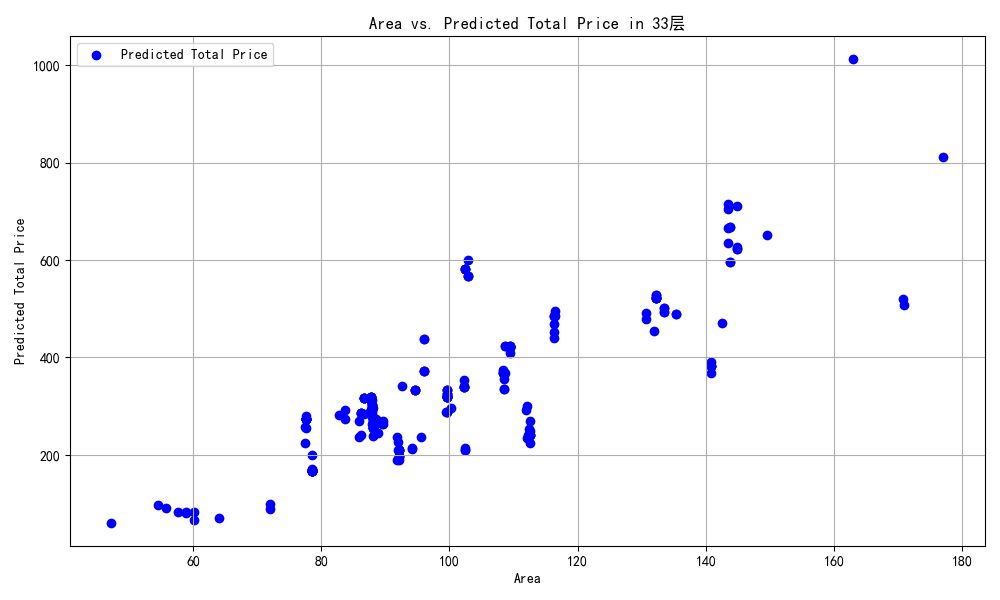 Area vs. Predicted Total Price in 33层
Predicted Total Price
Predicted Total Price
1000
800
600
400
200
60 80 100 120 140 160 180
Area